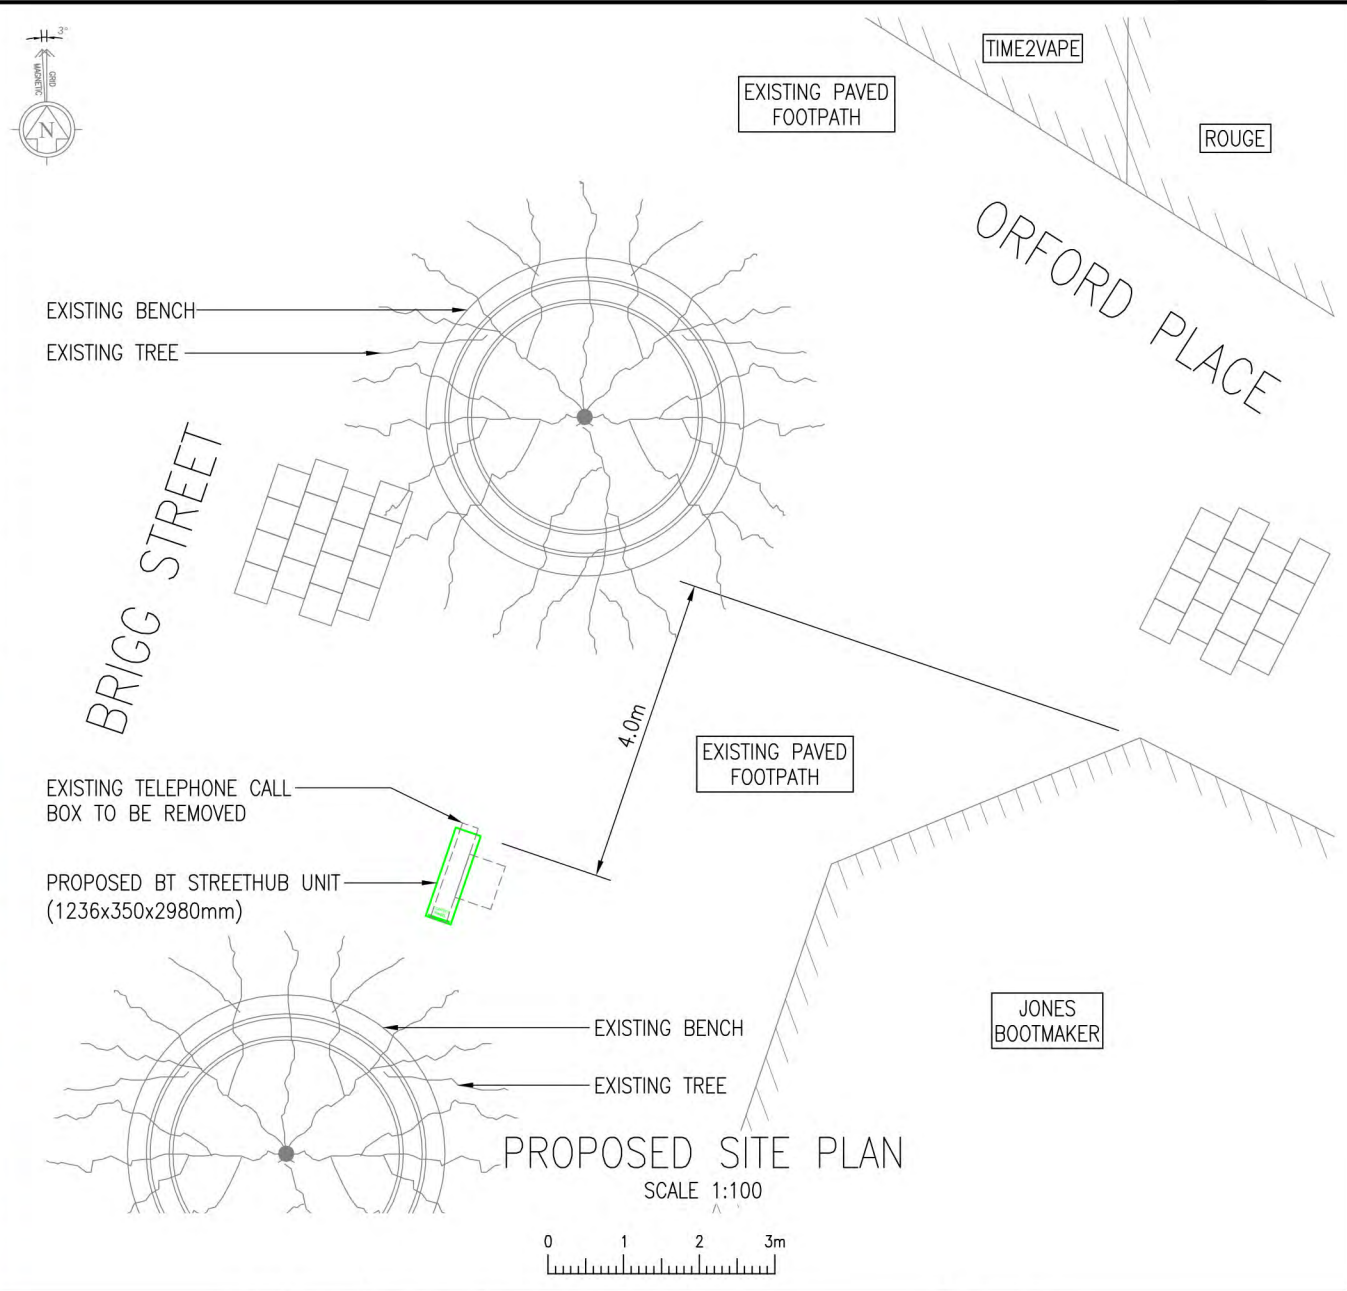 3°
GRID
MAGNETIC
N
TIME2VAPE
EXISTING PAVED
FOOTPATH
ROUGE
ORFORD PLACE
EXISTING BENCH
EXISTING TREE
BRIGG STREET
4.0m
EXISTING PAVED
FOOTPATH
EXISTING TELEPHONE CALL
BOX TO BE REMOVED
PROPOSED BT STREETHUB UNIT
(1236x350x2980mm)
JONES
BOOTMAKER
EXISTING BENCH
EXISTING TREE
PROPOSED SITE PLAN
SCALE 1:100
0 1 2 3m